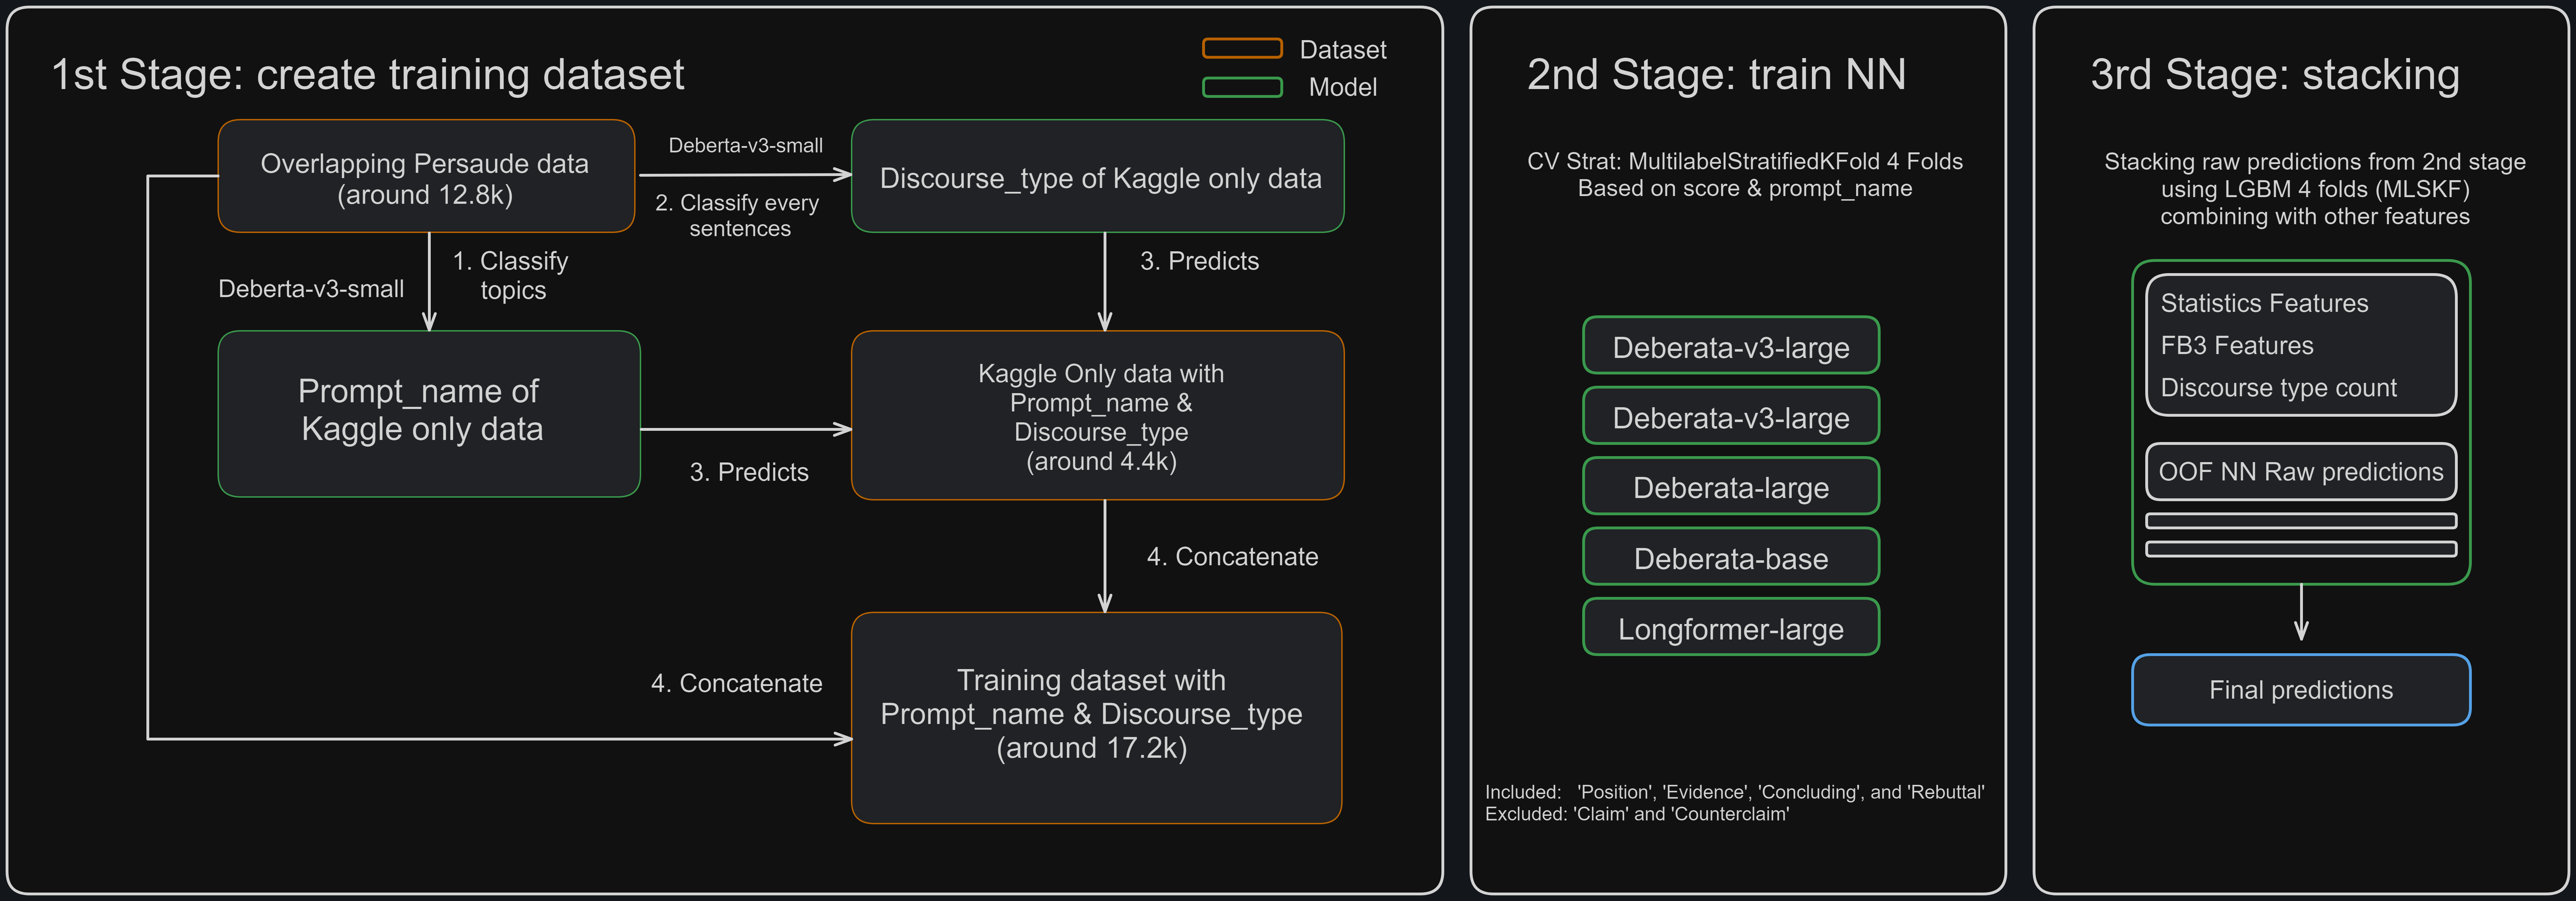 1st Stage: create training dataset
Dataset
Model
Overlapping Persaude data
(around 12.8k)
Deberta-v3-small
2. Classify every
sentences
Discourse_type of Kaggle only data
1. Classify
topics
Deberta-v3-small
3. Predicts
Prompt_name of
Kaggle only data
3. Predicts
Kaggle Only data with
Prompt_name &
Discourse_type
(around 4.4k)
4. Concatenate
4. Concatenate
Training dataset with
Prompt_name & Discourse_type
(around 17.2k)
2nd Stage: train NN
CV Strat: MultilabelStratifiedKFold 4 Folds
Based on score & prompt_name
Deberata-v3-large
Deberata-v3-large
Deberata-large
Deberata-base
Longformer-large
Included: 'Position', 'Evidence', 'Concluding', and 'Rebuttal'
Excluded: 'Claim' and 'Counterclaim'
3rd Stage: stacking
Stacking raw predictions from 2nd stage
using LGBM 4 folds (MLSKF)
combining with other features
Statistics Features
FB3 Features
Discourse type count
OOF NN Raw predictions
Final predictions